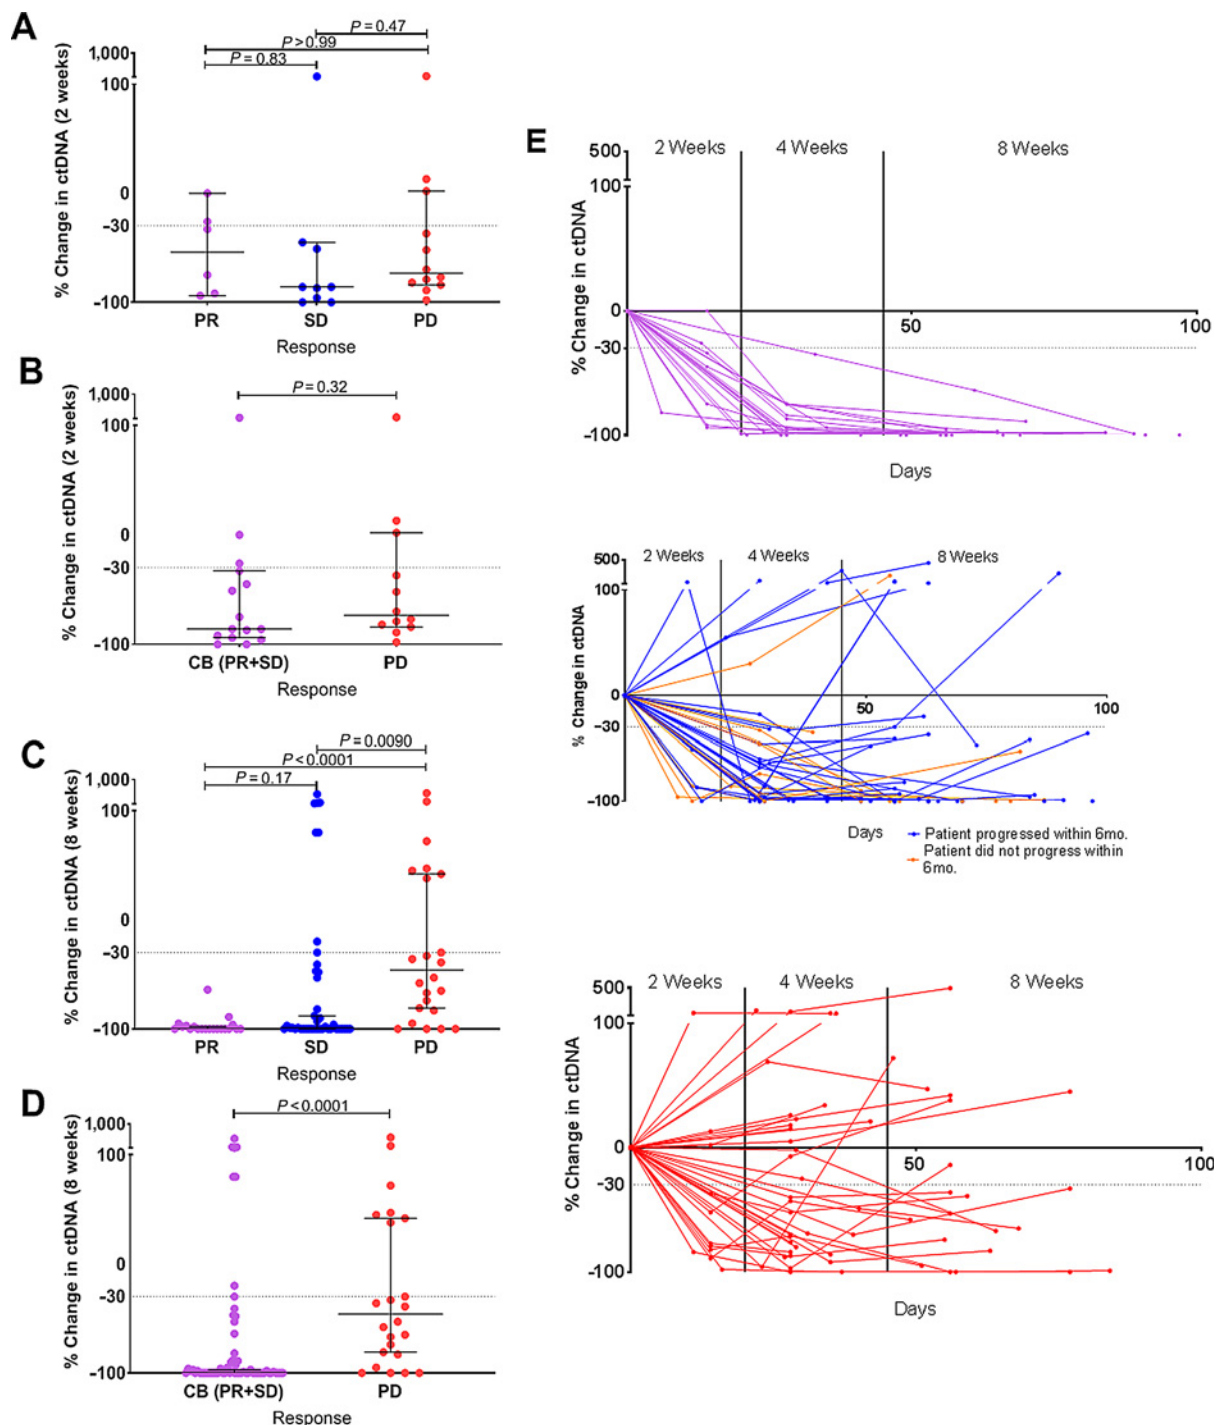 A
P = 0.47
P > 0.99
P = 0.83
1,000
100
0
−30
−100
% Change in ctDNA (2 weeks)
PR SD PD
Response
B
P = 0.32
1,000
100
0
−30
−100
% Change in ctDNA (2 weeks)
CB (PR+SD) PD
Response
C
P = 0.0090
P < 0.0001
P = 0.17
1,000
100
0
−30
−100
% Change in ctDNA (8 weeks)
PR SD PD
Response
D
P < 0.0001
1,000
100
0
−30
−100
% Change in ctDNA (8 weeks)
CB (PR+SD) PD
Response
E
2 Weeks 4 Weeks 8 Weeks
500
100
0
-30
-100
50 100
% Change in ctDNA
Days
2 Weeks 4 Weeks 8 Weeks
500
100
0
-30
-100
50 100
% Change in ctDNA
Days
Patient progressed within 6mo.
Patient did not progress within
6mo.
2 Weeks 4 Weeks 8 Weeks
500
100
0
-30
-100
50 100
% Change in ctDNA
Days